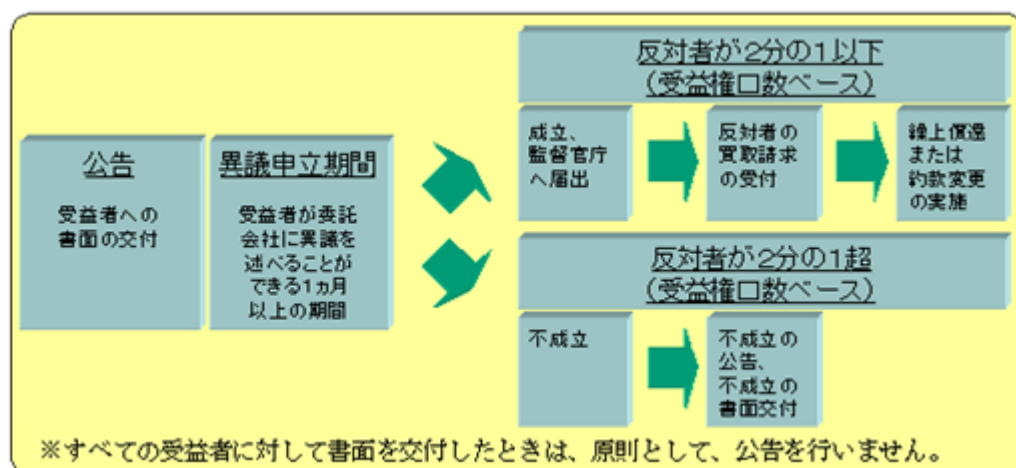 公告
受益者への
書面の交付
異議申立期間
受益者が委託
会社に異議を
述べることが
できる1ヵ月
以上の期間
反対者が2分の1以下
(受益権口数ベース)
成立、
監督官庁
へ届出
反対者の
買取請求
の受付
繰上償還
または
約款変更
の実施
反対者が2分の1超
(受益権口数ベース)
不成立
不成立の
公告、
不成立の
書面交付
※すべての受益者に対して書面を交付したときは、原則として、公告を行いません。